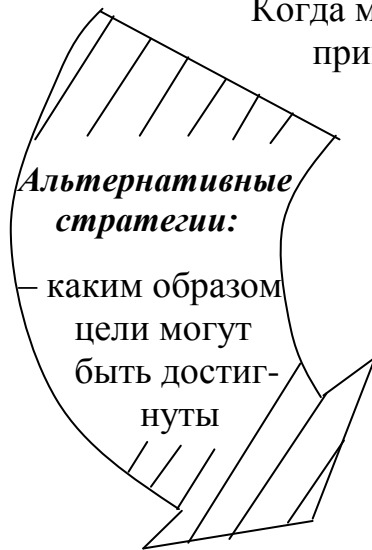 Когда
при
Альтернативные
стратегии:
– каким образом
цели могут
быть достиг-
нуты